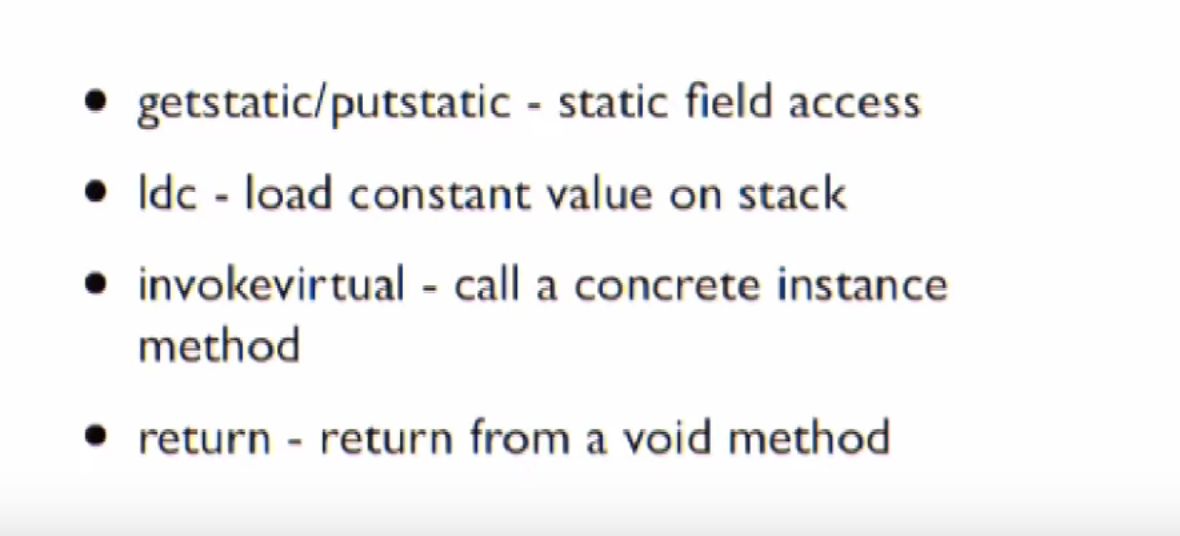 • getstatic/putstatic - static field access
• ldc - load constant value on stack
• invokevirtual - call a concrete instance
method
• return - return from a void method